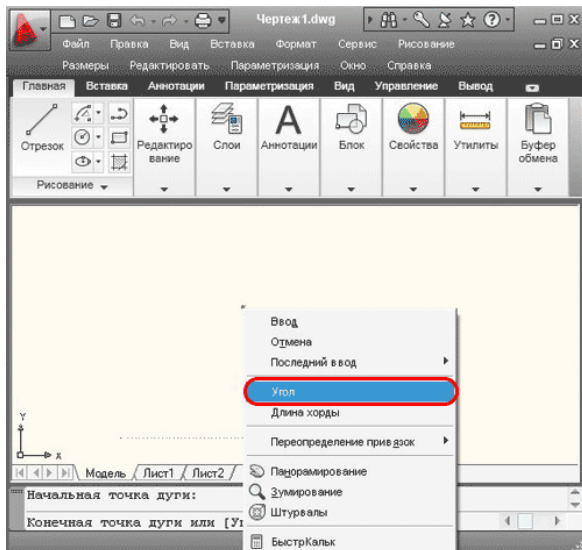 Чертеж1.dwg
Файл Правка Вид Вставка Формат Сервис Рисование
Размеры Редактировать Параметризация Окно Справка
Главная Вставка Аннотации Параметризация Вид Управление Вывод
Отрезок Редактиро Слои Аннотации Блок Свойства Утилиты Буфер
вание обмена
Рисование
Ввод
Отмена
Последний ввод
Угол
Длина хорды
Переопределение привязок
Панорамирование
Зумирование
Штурвалы
БыстрКальк
Y
X
Модель Лист1 Лист2
Начальная точка дуги:
Конечная точка дуги или [У